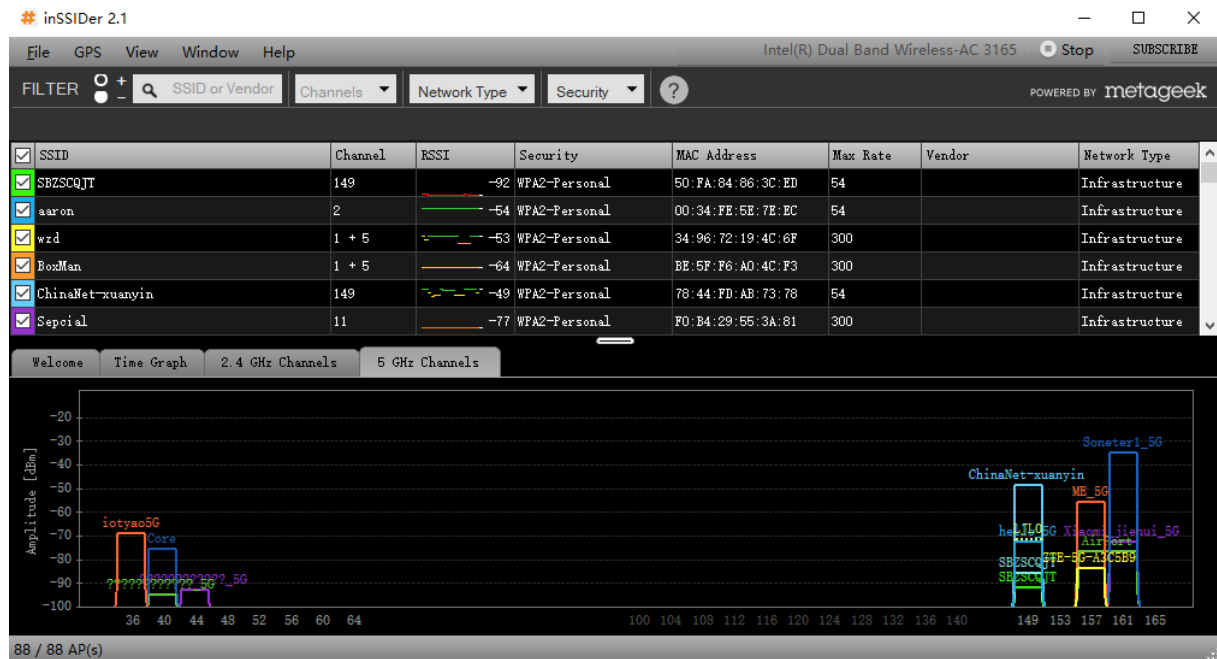 inSSIDer 2.1
File GPS View Window Help Intel(R) Dual Band Wireless-AC 3165 Stop SUBSCRIBE
FILTER + − SSID or Vendor Channels Network Type Security ? POWERED BY metageek
SSID Channel RSSI Security MAC Address Max Rate Vendor Network Type
SBZSCQJT 149 -92 WPA2-Personal 50:FA:84:86:3C:ED 54 Infrastructure
aaron 2 -54 WPA2-Personal 00:34:FE:5E:7E:EC 54 Infrastructure
wzd 1 + 5 -53 WPA2-Personal 34:96:72:19:4C:6F 300 Infrastructure
BoxMan 1 + 5 -64 WPA2-Personal BE:5F:F6:A0:4C:F3 300 Infrastructure
ChinaNet-xuanyin 149 -49 WPA2-Personal 78:44:FD:AB:73:78 54 Infrastructure
Sepcial 11 -77 WPA2-Personal F0:B4:29:55:3A:81 300 Infrastructure
Welcome Time Graph 2.4 GHz Channels 5 GHz Channels
Amplitude [dBm]
-20
-30 Soneter1_5G
-40
ChinaNet-xuanyin
-50 ME_5G
-60
iotyao5G
-70 Core Xiaomi_jiehui_5G
Airport
-80 SBZSCQJT ZTE-5G-A3C5B9
-90 SBZSCQJT
-100
36 40 44 48 52 56 60 64 100 104 108 112 116 120 124 128 132 136 140 149 153 157 161 165
88 / 88 AP(s)